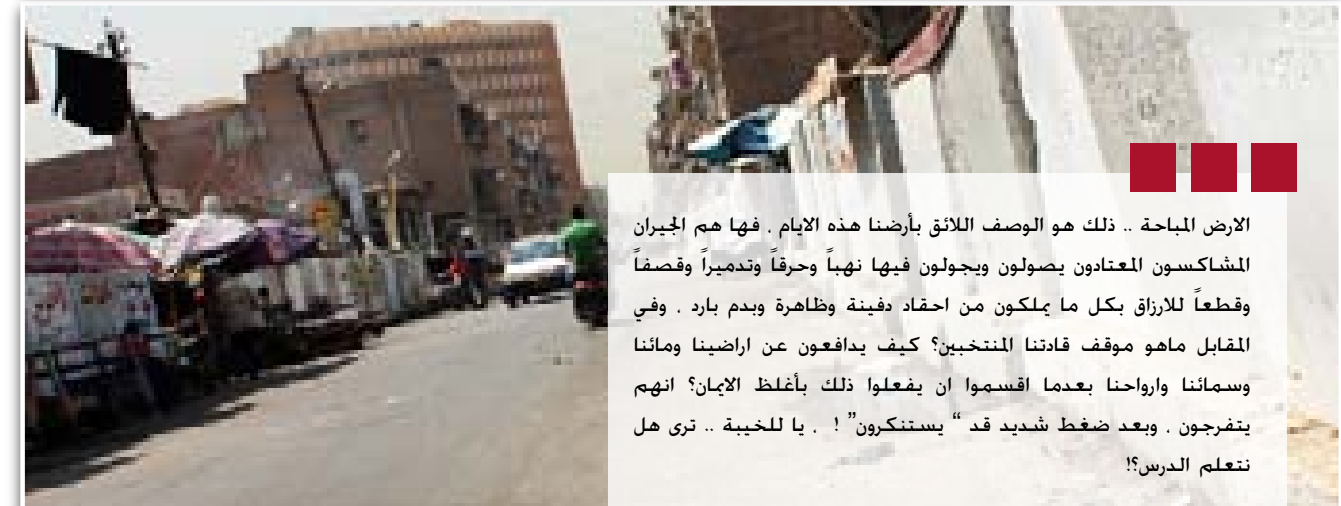 الارض المباحة .. ذلك هو الوصف اللائق بأرضنا هذه الايام . فها هم الجيران
المشاكسون المعتادون يصولون ويجولون فيها نهباً وحرقاً وتدميراً وقصفاً
وقطعاً للارزاق بكل ما يملكون من احقاد دفينة وظاهرة وبدم بارد . وفي
المقابل ماهو موقف قادتنا المنتخبين؟ كيف يدافعون عن اراضينا ومائنا
وسمائنا وارواحنا بعدما اقسموا ان يفعلوا ذلك بأغلظ الايمان؟ انهم
يتفرجون . وبعد ضغط شديد قد “ يستنكرون” ! . يا للخيبة .. ترى هل
نتعلم الدرس؟!